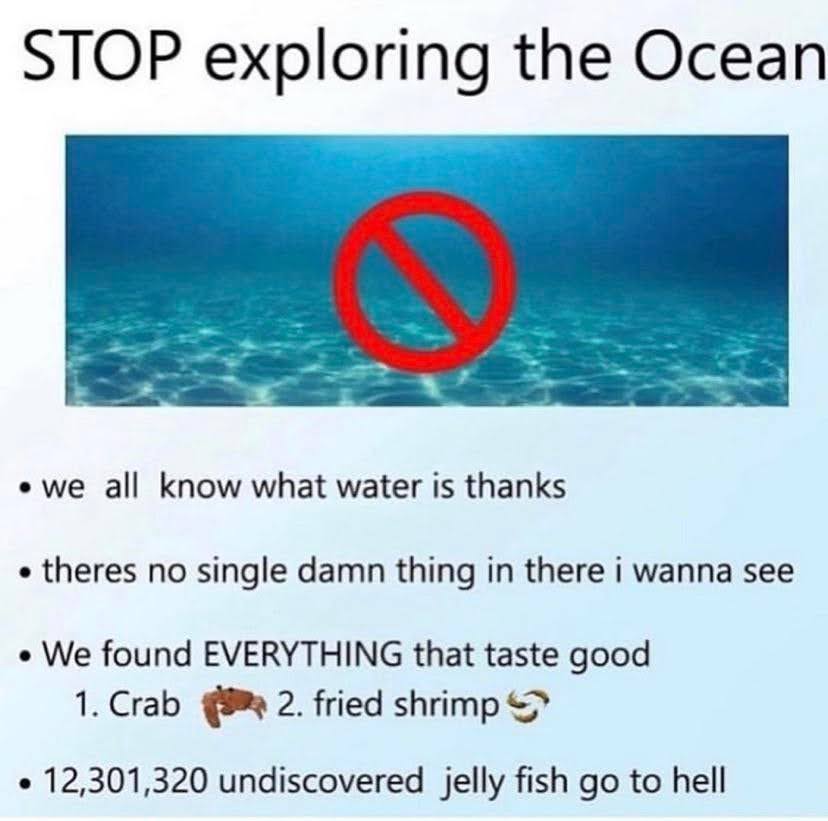 STOP exploring the Ocean
• we all know what water is thanks
• theres no single damn thing in there i wanna see
• We found EVERYTHING that taste good
1. Crab 2. fried shrimp
• 12,301,320 undiscovered jelly fish go to hell